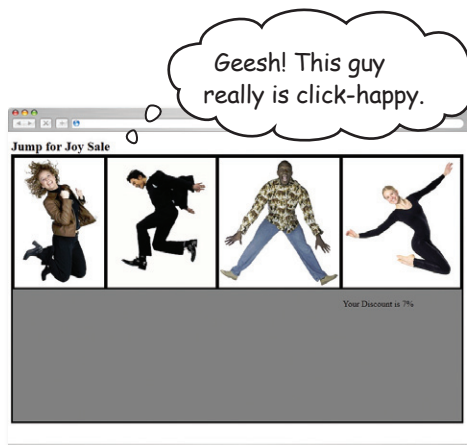 Geesh! This guy
really is click-happy.
Jump for Joy Sale
Your Discount is 7%